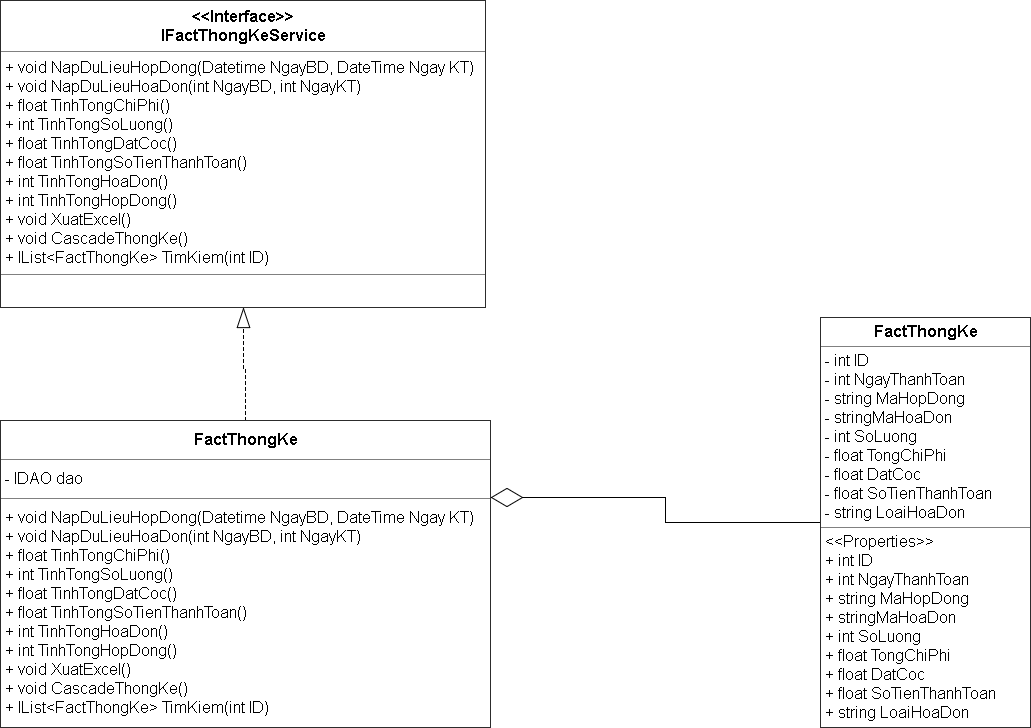 <<Interface>>
IFactThongKeService
+ void NapDuLieuHopDong(Datetime NgayBD, DateTime Ngay KT)
+ void NapDuLieuHoaDon(int NgayBD, int NgayKT)
+ float TinhTongChiPhi()
+ int TinhTongSoLuong()
+ float TinhTongDatCoc()
+ float TinhTongSoTienThanhToan()
+ int TinhTongHoaDon()
+ int TinhTongHopDong()
+ void XuatExcel()
+ void CascadeThongKe()
+ IList<FactThongKe> TimKiem(int ID)
FactThongKe
- IDAO dao
+ void NapDuLieuHopDong(Datetime NgayBD, DateTime Ngay KT)
+ void NapDuLieuHoaDon(int NgayBD, int NgayKT)
+ float TinhTongChiPhi()
+ int TinhTongSoLuong()
+ float TinhTongDatCoc()
+ float TinhTongSoTienThanhToan()
+ int TinhTongHoaDon()
+ int TinhTongHopDong()
+ void XuatExcel()
+ void CascadeThongKe()
+ IList<FactThongKe> TimKiem(int ID)
FactThongKe
- int ID
- int NgayThanhToan
- string MaHopDong
- stringMaHoaDon
- int SoLuong
- float TongChiPhi
- float DatCoc
- float SoTienThanhToan
- string LoaiHoaDon
<<Properties>>
+ int ID
+ int NgayThanhToan
+ string MaHopDong
+ stringMaHoaDon
+ int SoLuong
+ float TongChiPhi
+ float DatCoc
+ float SoTienThanhToan
+ string LoaiHoaDon